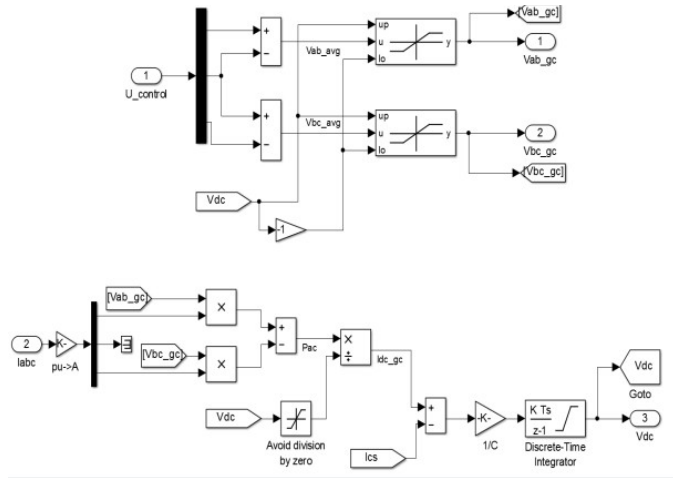 [Vab_gc]
up
u
lo
y
+
−
Vab_avg
1
Vab_gc
1
U_control
+
−
Vbc_avg
up
u
lo
y
2
Vbc_gc
[Vbc_gc]
Vdc
-1
[Vab_gc]
×
+
−
Pac
×
÷
Idc_gc
2
Iabc
-K-
pu->A
[Vbc_gc]
×
Vdc
Avoid division
by zero
Ics
+
−
-K-
1/C
K Ts
z-1
Discrete-Time
Integrator
Vdc
Goto
3
Vdc